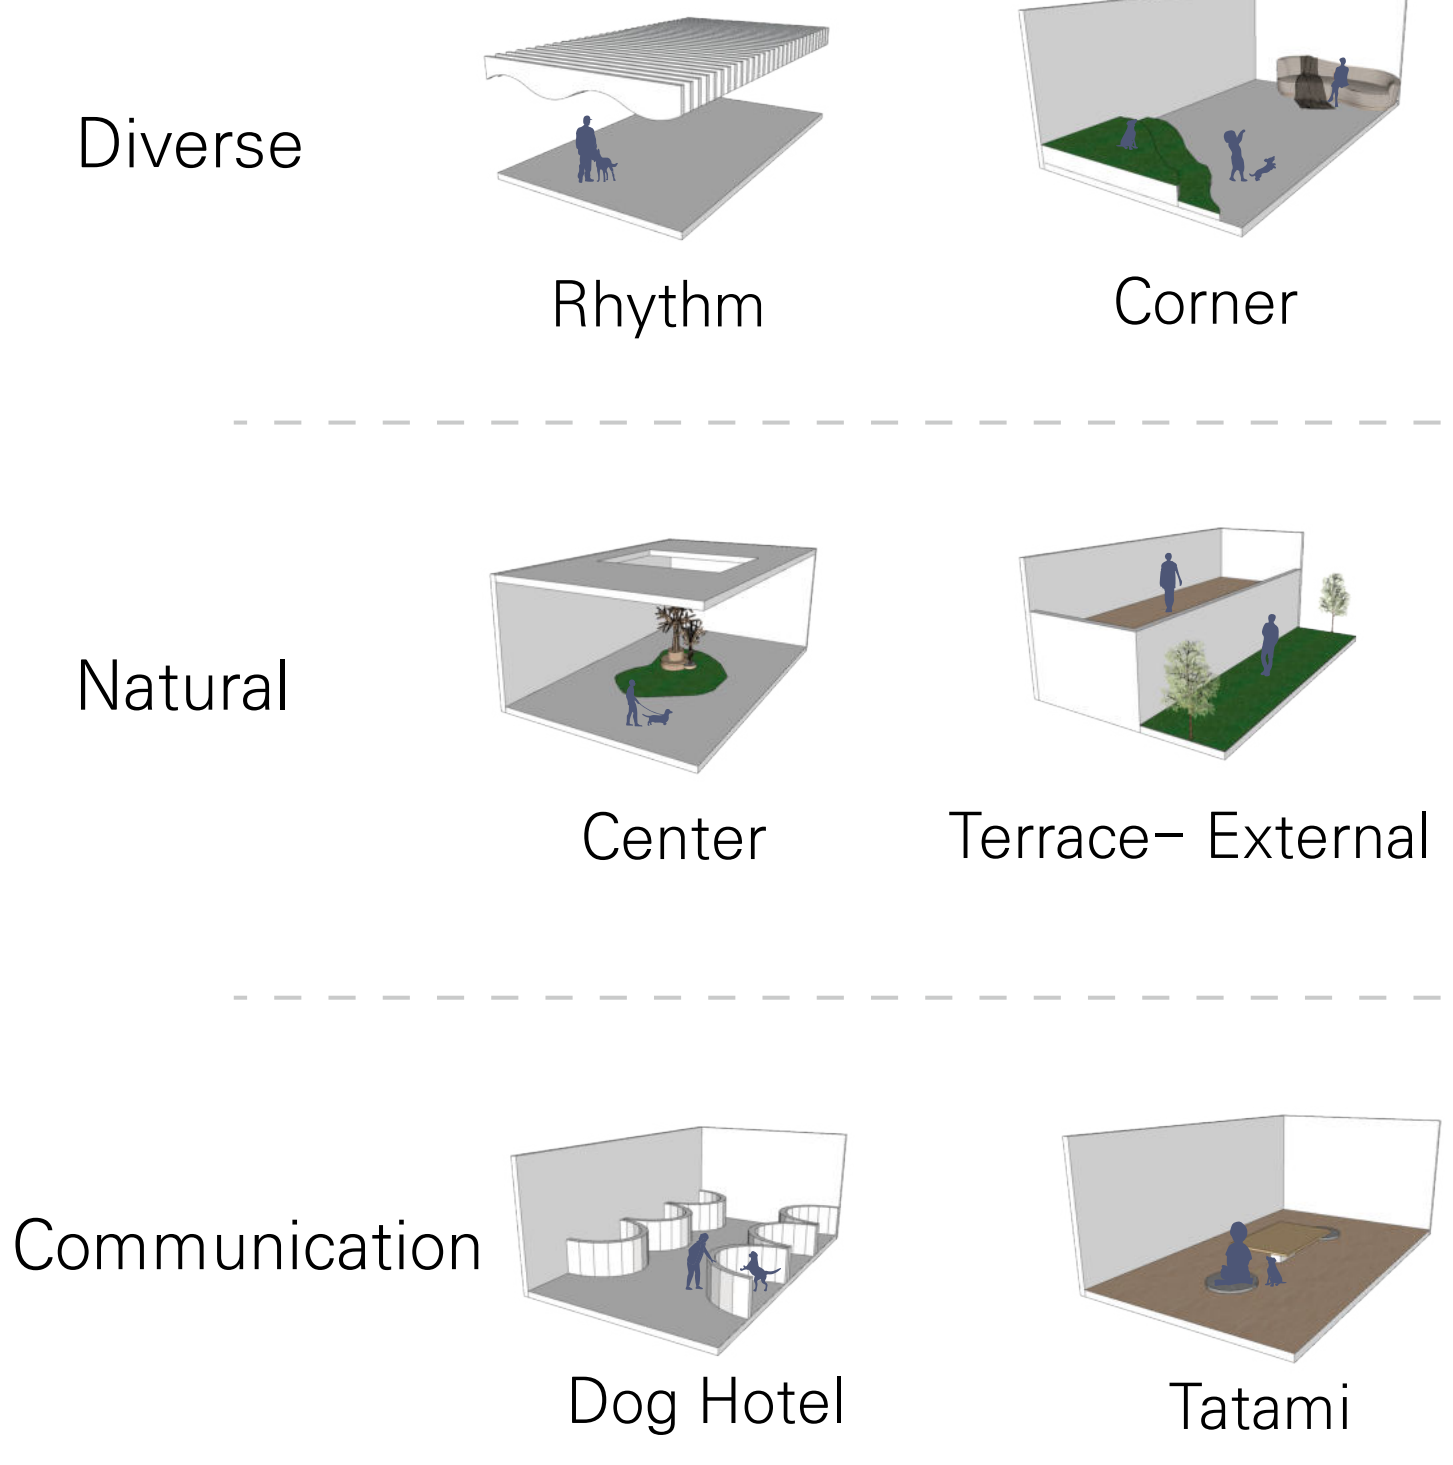 Diverse
Rhythm
Corner
Natural
Center
Terrace– External
Communication
Dog Hotel
Tatami